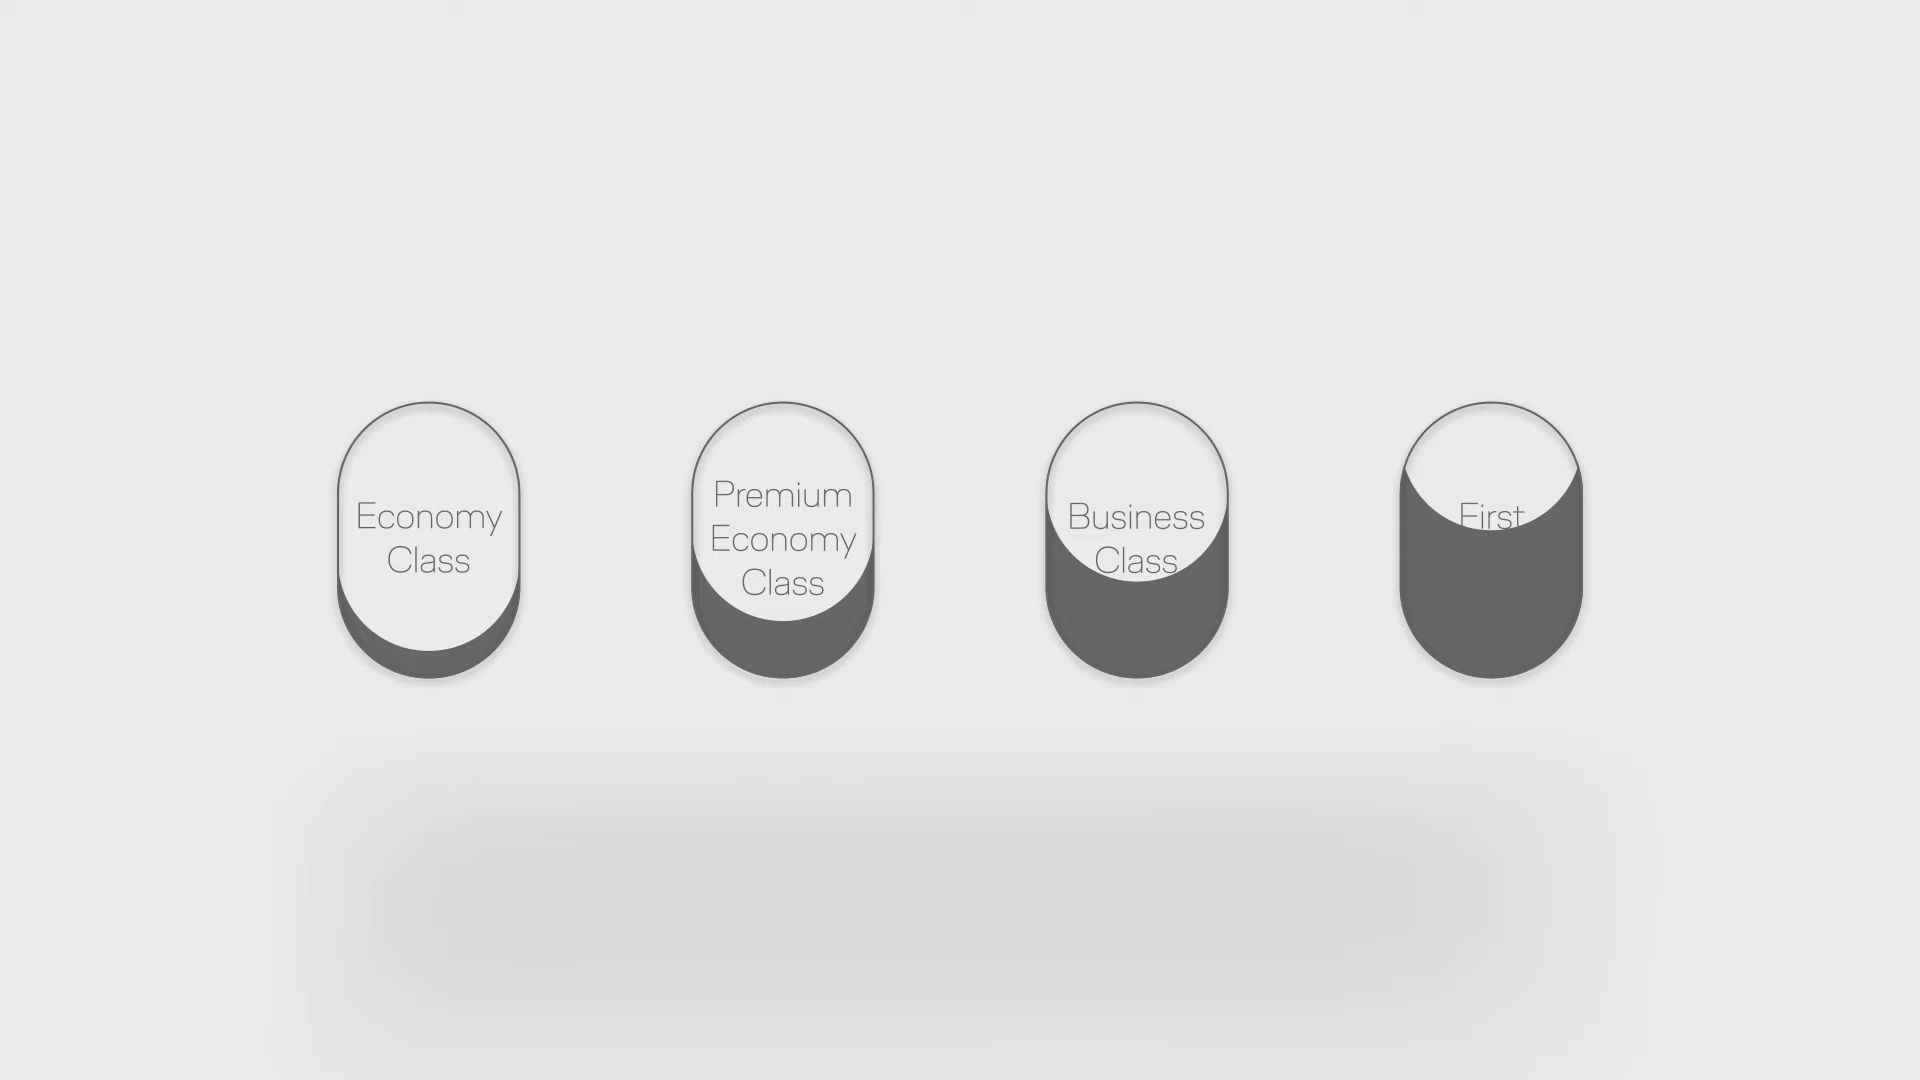 Economy
Class
Premium
Economy
Class
Business
Class
First